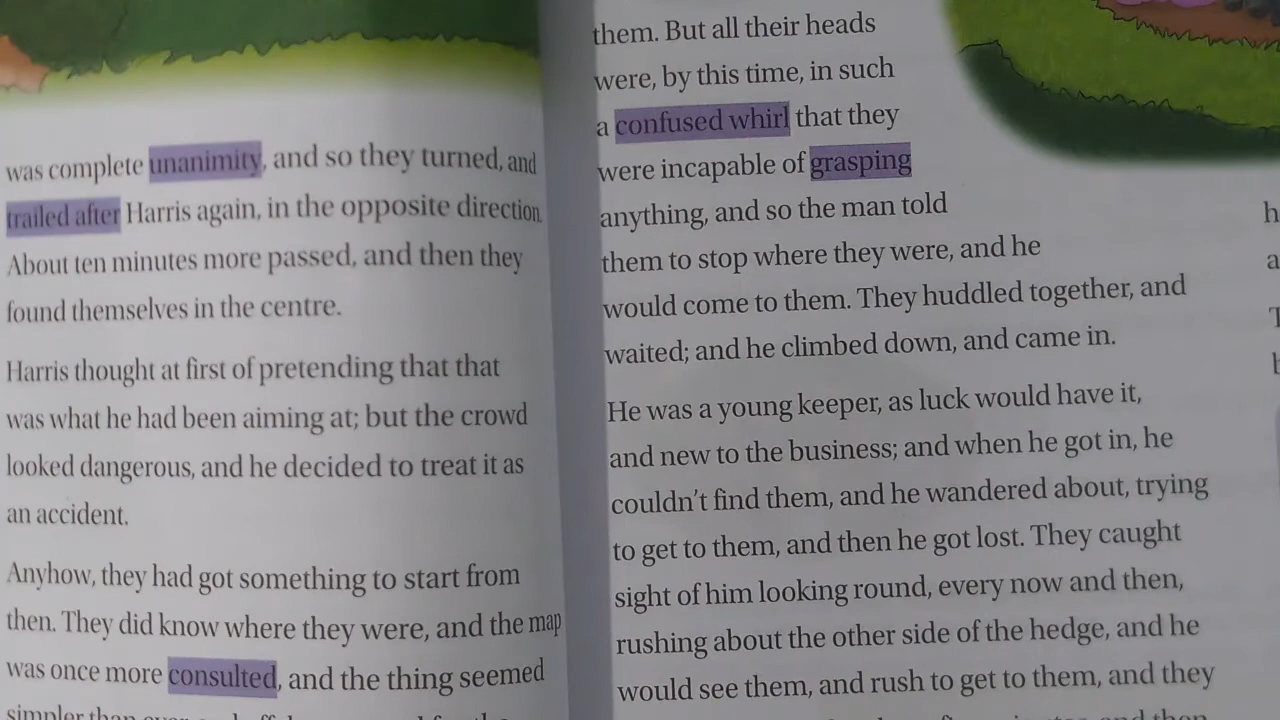 was complete unanimity, and so they turned, and
trailed after Harris again, in the opposite direction.
About ten minutes more passed, and then they
found themselves in the centre.
Harris thought at first of pretending that that
was what he had been aiming at; but the crowd
looked dangerous, and he decided to treat it as
an accident.
Anyhow, they had got something to start from
then. They did know where they were, and the map
was once more consulted, and the thing seemed
simpler than
them. But all their heads
were, by this time, in such
a confused whirl that they
were incapable of grasping
anything, and so the man told
them to stop where they were, and he
would come to them. They huddled together, and
waited; and he climbed down, and came in.
He was a young keeper, as luck would have it,
and new to the business; and when he got in, he
couldn't find them, and he wandered about, trying
to get to them, and then he got lost. They caught
sight of him looking round, every now and then,
rushing about the other side of the hedge, and he
would see them, and rush to get to them, and they